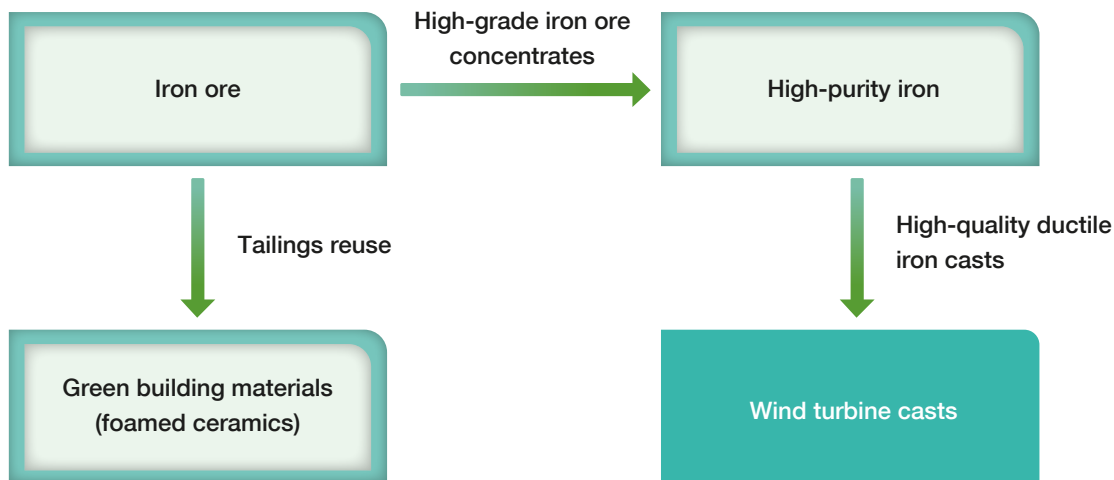 Iron ore
High-grade iron ore
concentrates
High-purity iron
Tailings reuse
High-quality ductile
iron casts
Green building materials
(foamed ceramics)
Wind turbine casts